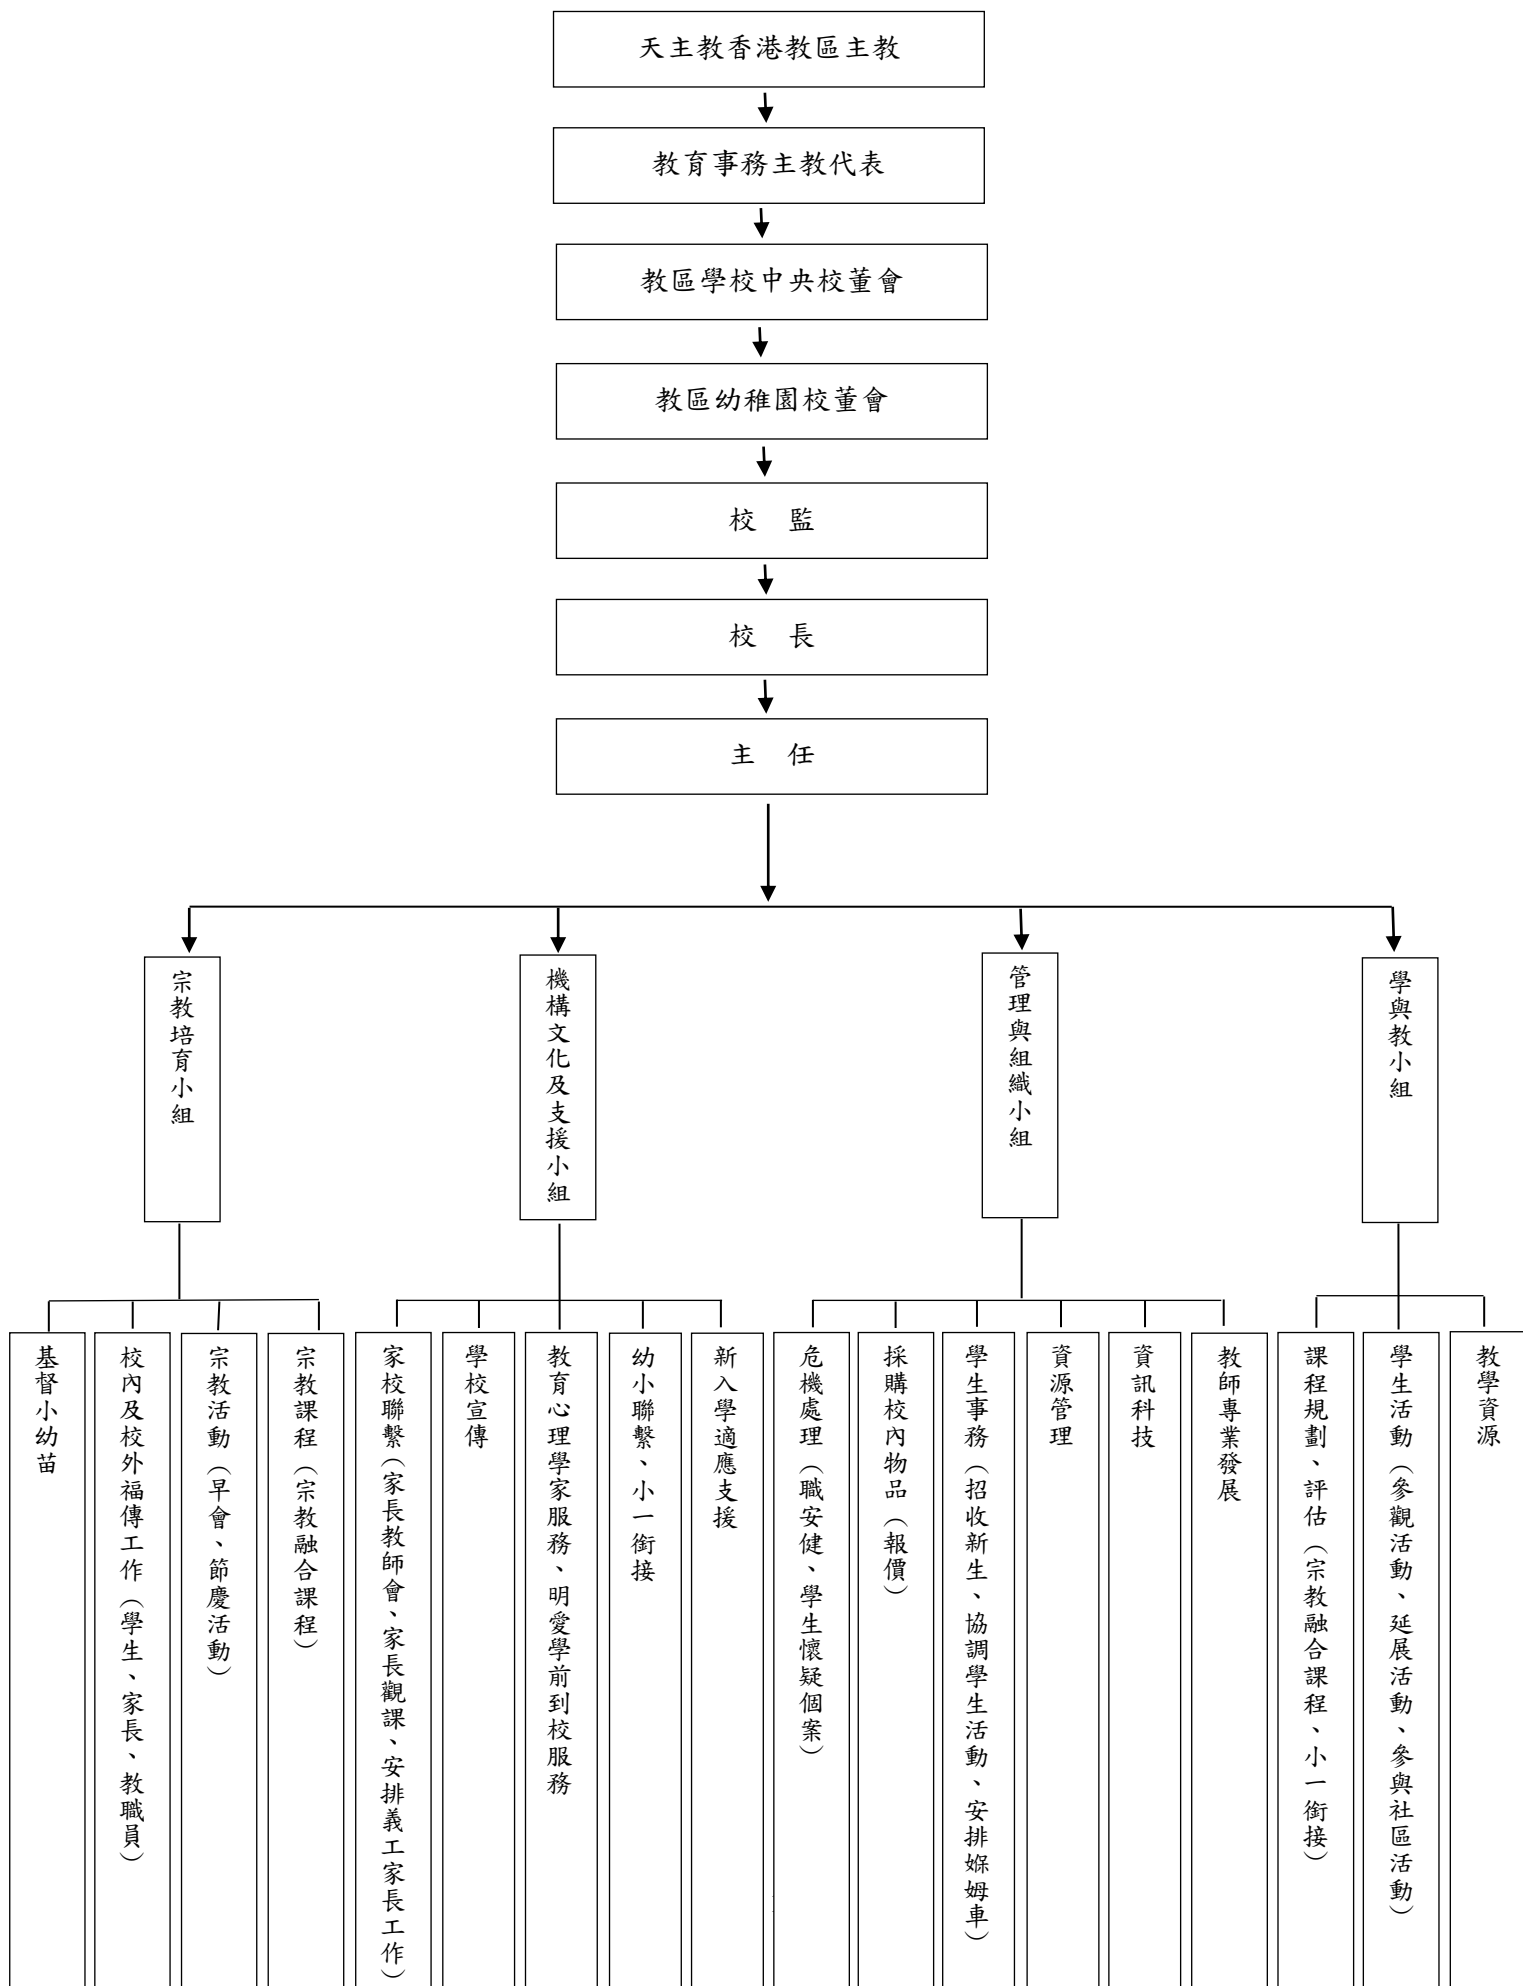 天主教香港教區主教
教育事務主教代表
教區學校中央校董會
教區幼稚園校董會
校　監
校　長
主　任
宗教培育小組
機構文化及支援小組
管理與組織小組
學與教小組
基督小幼苗
校內及校外福傳工作（學生、家長、教職員）
宗教活動（早會、節慶活動）
宗教課程（宗教融合課程）
家校聯繫（家長教師會、家長觀課、安排義工家長工作）
學校宣傳
教育心理學家服務、明愛學前到校服務
幼小聯繫、小一銜接
新入學適應支援
危機處理（職安健、學生懷疑個案）
採購校內物品（報價）
學生事務（招收新生、協調學生活動、安排媬姆車）
資源管理
資訊科技
教師專業發展
課程規劃、評估（宗教融合課程、小一銜接）
學生活動（參觀活動、延展活動、參與社區活動）
教學資源